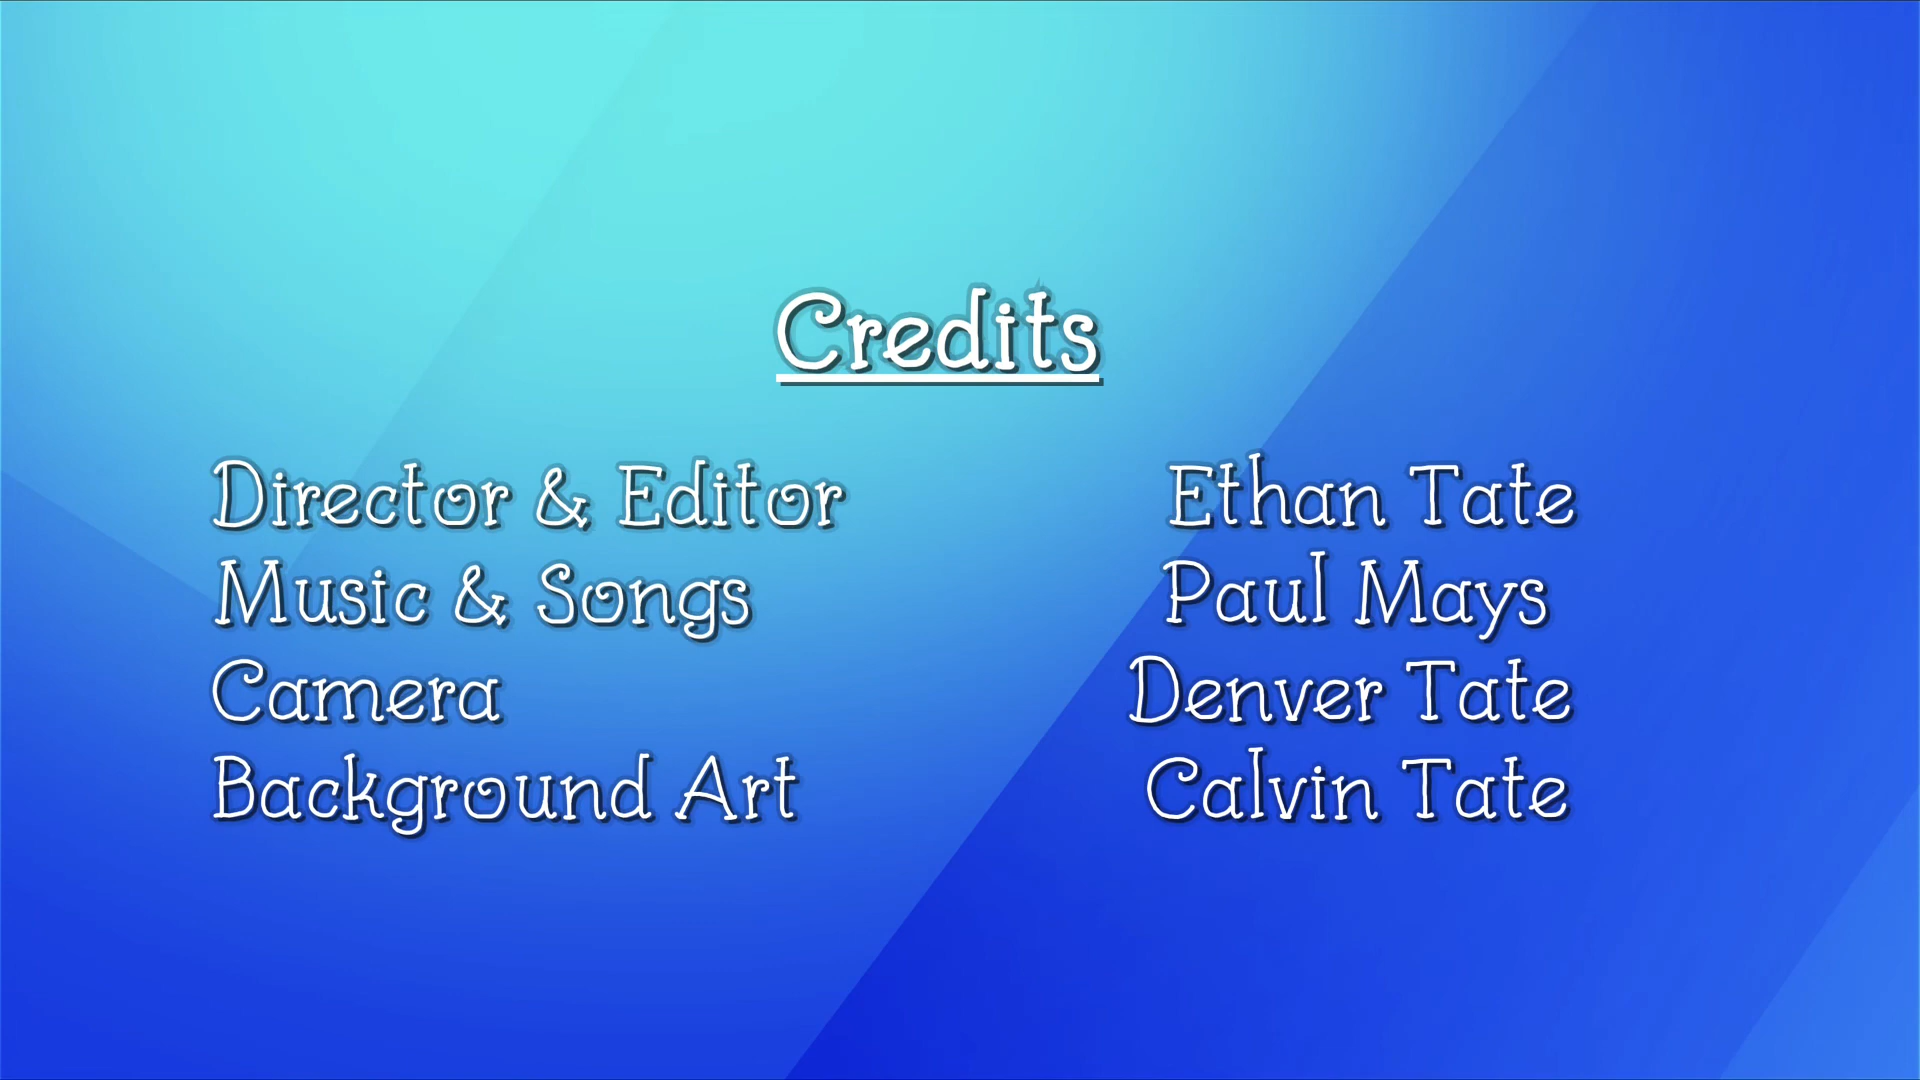 Credits
Director & Editor Ethan Tate
Music & Songs Paul Mays
Camera Denver Tate
Background Art Calvin Tate